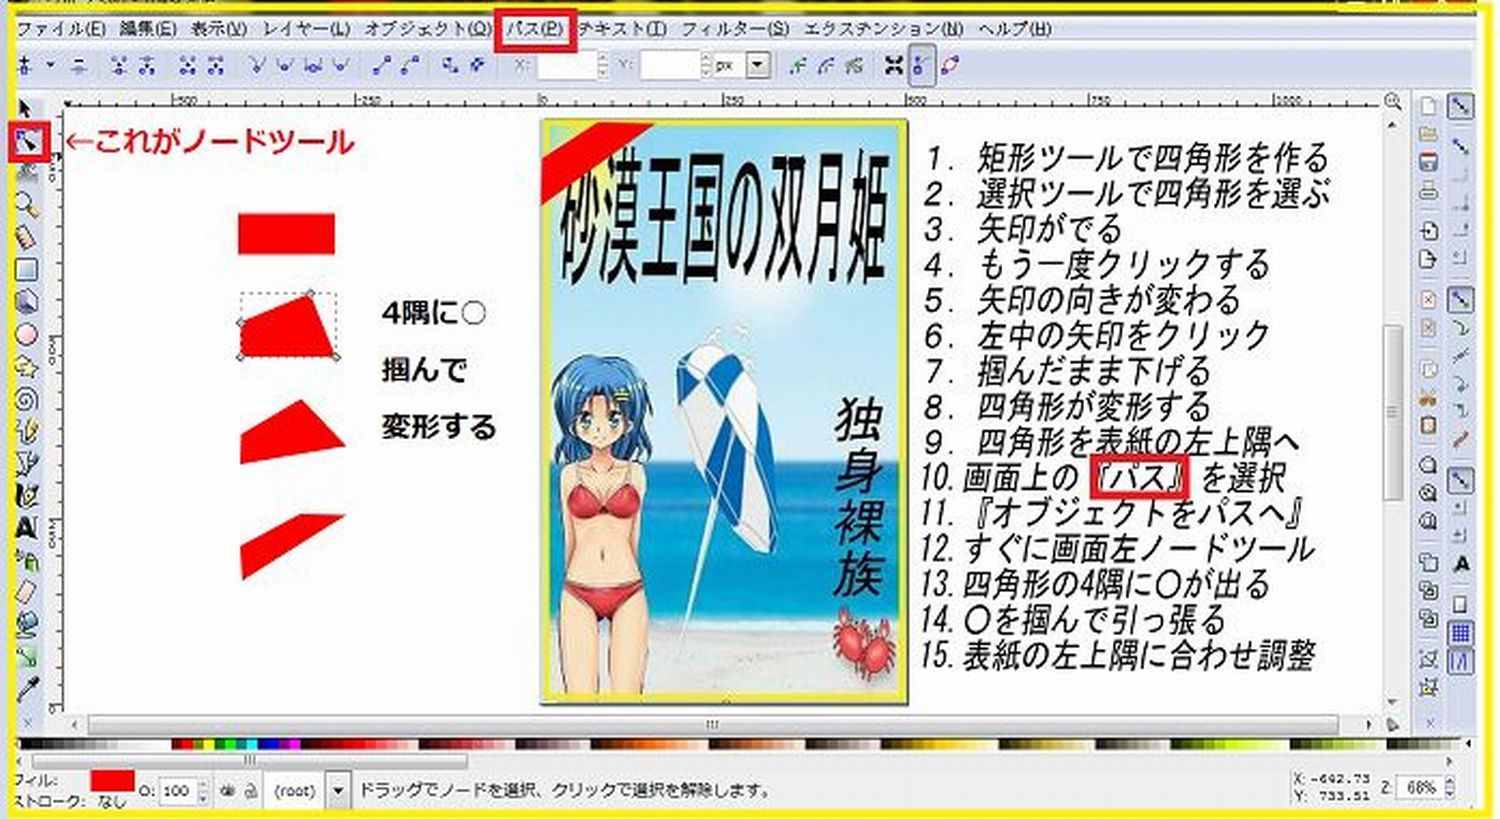 ファイル(F) 編集(E) 表示(V) レイヤー(L) オブジェクト(O) パス(P) テキスト(T) フィルター(S) エクステンション(N) ヘルプ(H)
X: Y: px
-500 -250 0 250 500 750 1000
←これがノードツール
4隅に○
掴んで
変形する
砂漠王国の双月姫
独身裸族
1. 矩形ツールで四角形を作る
2. 選択ツールで四角形を選ぶ
3. 矢印がでる
4. もう一度クリックする
5. 矢印の向きが変わる
6. 左中の矢印をクリック
7. 掴んだまま下げる
8. 四角形が変形する
9. 四角形を表紙の左上隅へ
10. 画面上の『パス』を選択
11. 『オブジェクトをパスへ』
12. すぐに画面左ノードツール
13. 四角形の4隅に〇が出る
14. 〇を掴んで引っ張る
15. 表紙の左上隅に合わせ調整
フィル:
ストローク: なし
O: 100
(root)
ドラッグでノードを選択、クリックで選択を解除します。
X: -642.73
Y: 733.51
Z: 68%